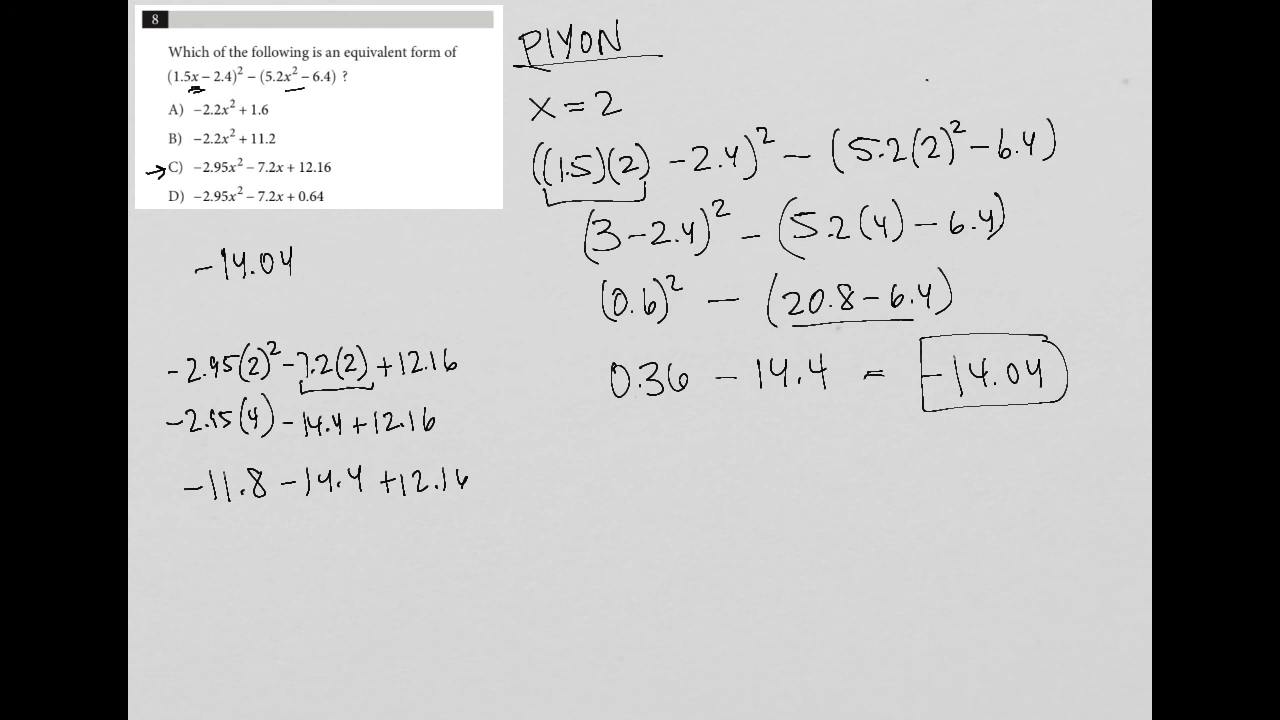 8
Which of the following is an equivalent form of
(1.5x − 2.4)² − (5.2x² − 6.4) ?
A) −2.2x² + 1.6
B) −2.2x² + 11.2
C) −2.95x² − 7.2x + 12.16
D) −2.95x² − 7.2x + 0.64
PIYON
x = 2
((1.5)(2) − 2.4)² − (5.2(2)² − 6.4)
(3 − 2.4)² − (5.2(4) − 6.4)
(0.6)² − (20.8 − 6.4)
0.36 − 14.4 = −14.04
−14.04
−2.95(2)² − 7.2(2) + 12.16
−2.95(4) − 14.4 + 12.16
−11.8 − 14.4 + 12.16